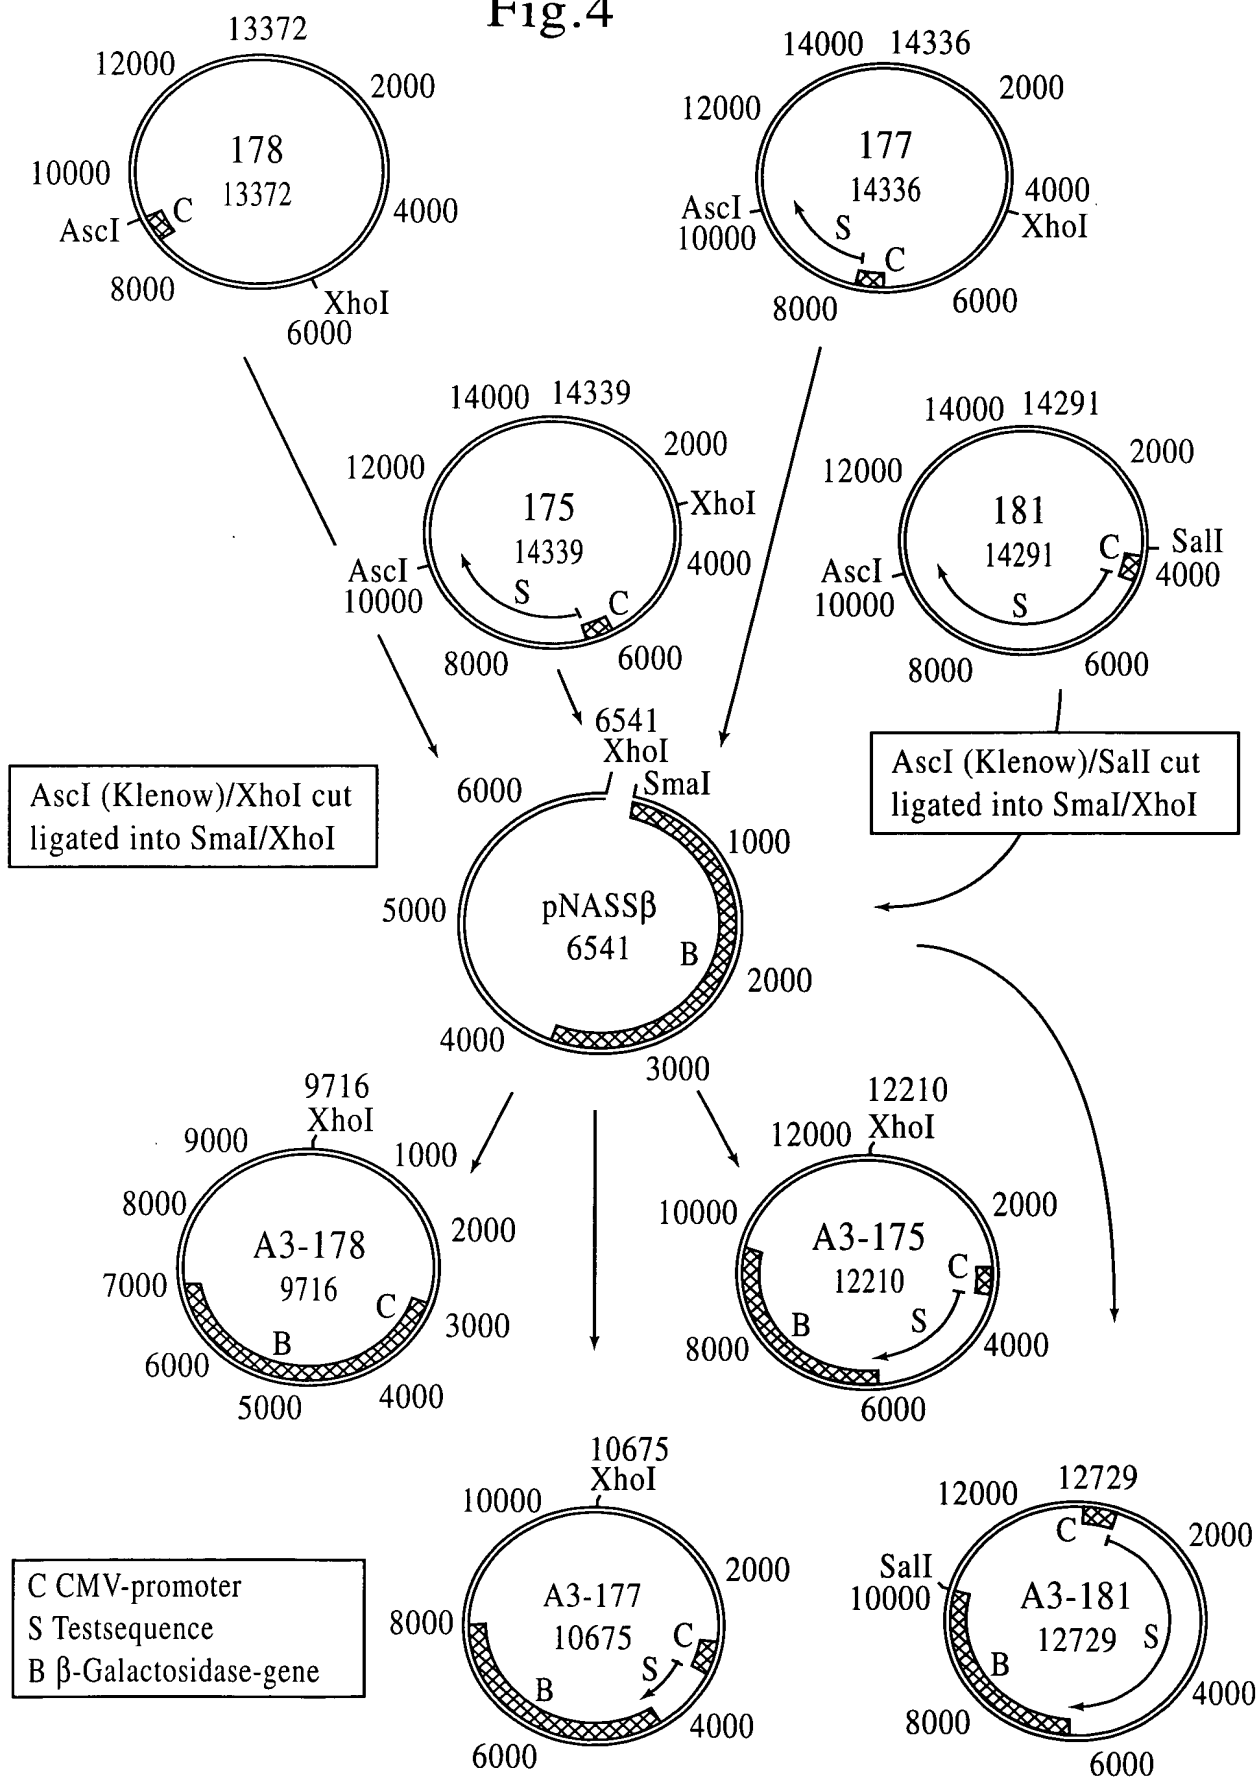 Fig.4
13372
12000
2000
178
13372
10000
C
AscI
4000
8000
XhoI
6000
14000
14336
12000
2000
177
14336
4000
AscI
10000
XhoI
S
C
8000
6000
14000
14339
12000
2000
175
14339
XhoI
AscI
10000
4000
S
C
8000
6000
14000
14291
12000
2000
181
14291
C
SalI
4000
AscI
10000
S
8000
6000
AscI (Klenow)/XhoI cut
ligated into SmaI/XhoI
AscI (Klenow)/SalI cut
ligated into SmaI/XhoI
6541
XhoI
SmaI
6000
1000
5000
pNASSβ
6541
B
2000
4000
3000
9716
XhoI
9000
1000
8000
2000
A3-178
9716
7000
C
3000
B
6000
4000
5000
12210
XhoI
12000
10000
2000
A3-175
12210
C
B
S
8000
4000
6000
10675
XhoI
10000
2000
A3-177
10675
8000
C
S
B
4000
6000
12729
12000
C
2000
SalI
10000
A3-181
12729
S
B
4000
8000
6000
C CMV-promoter
S Testsequence
B β-Galactosidase-gene